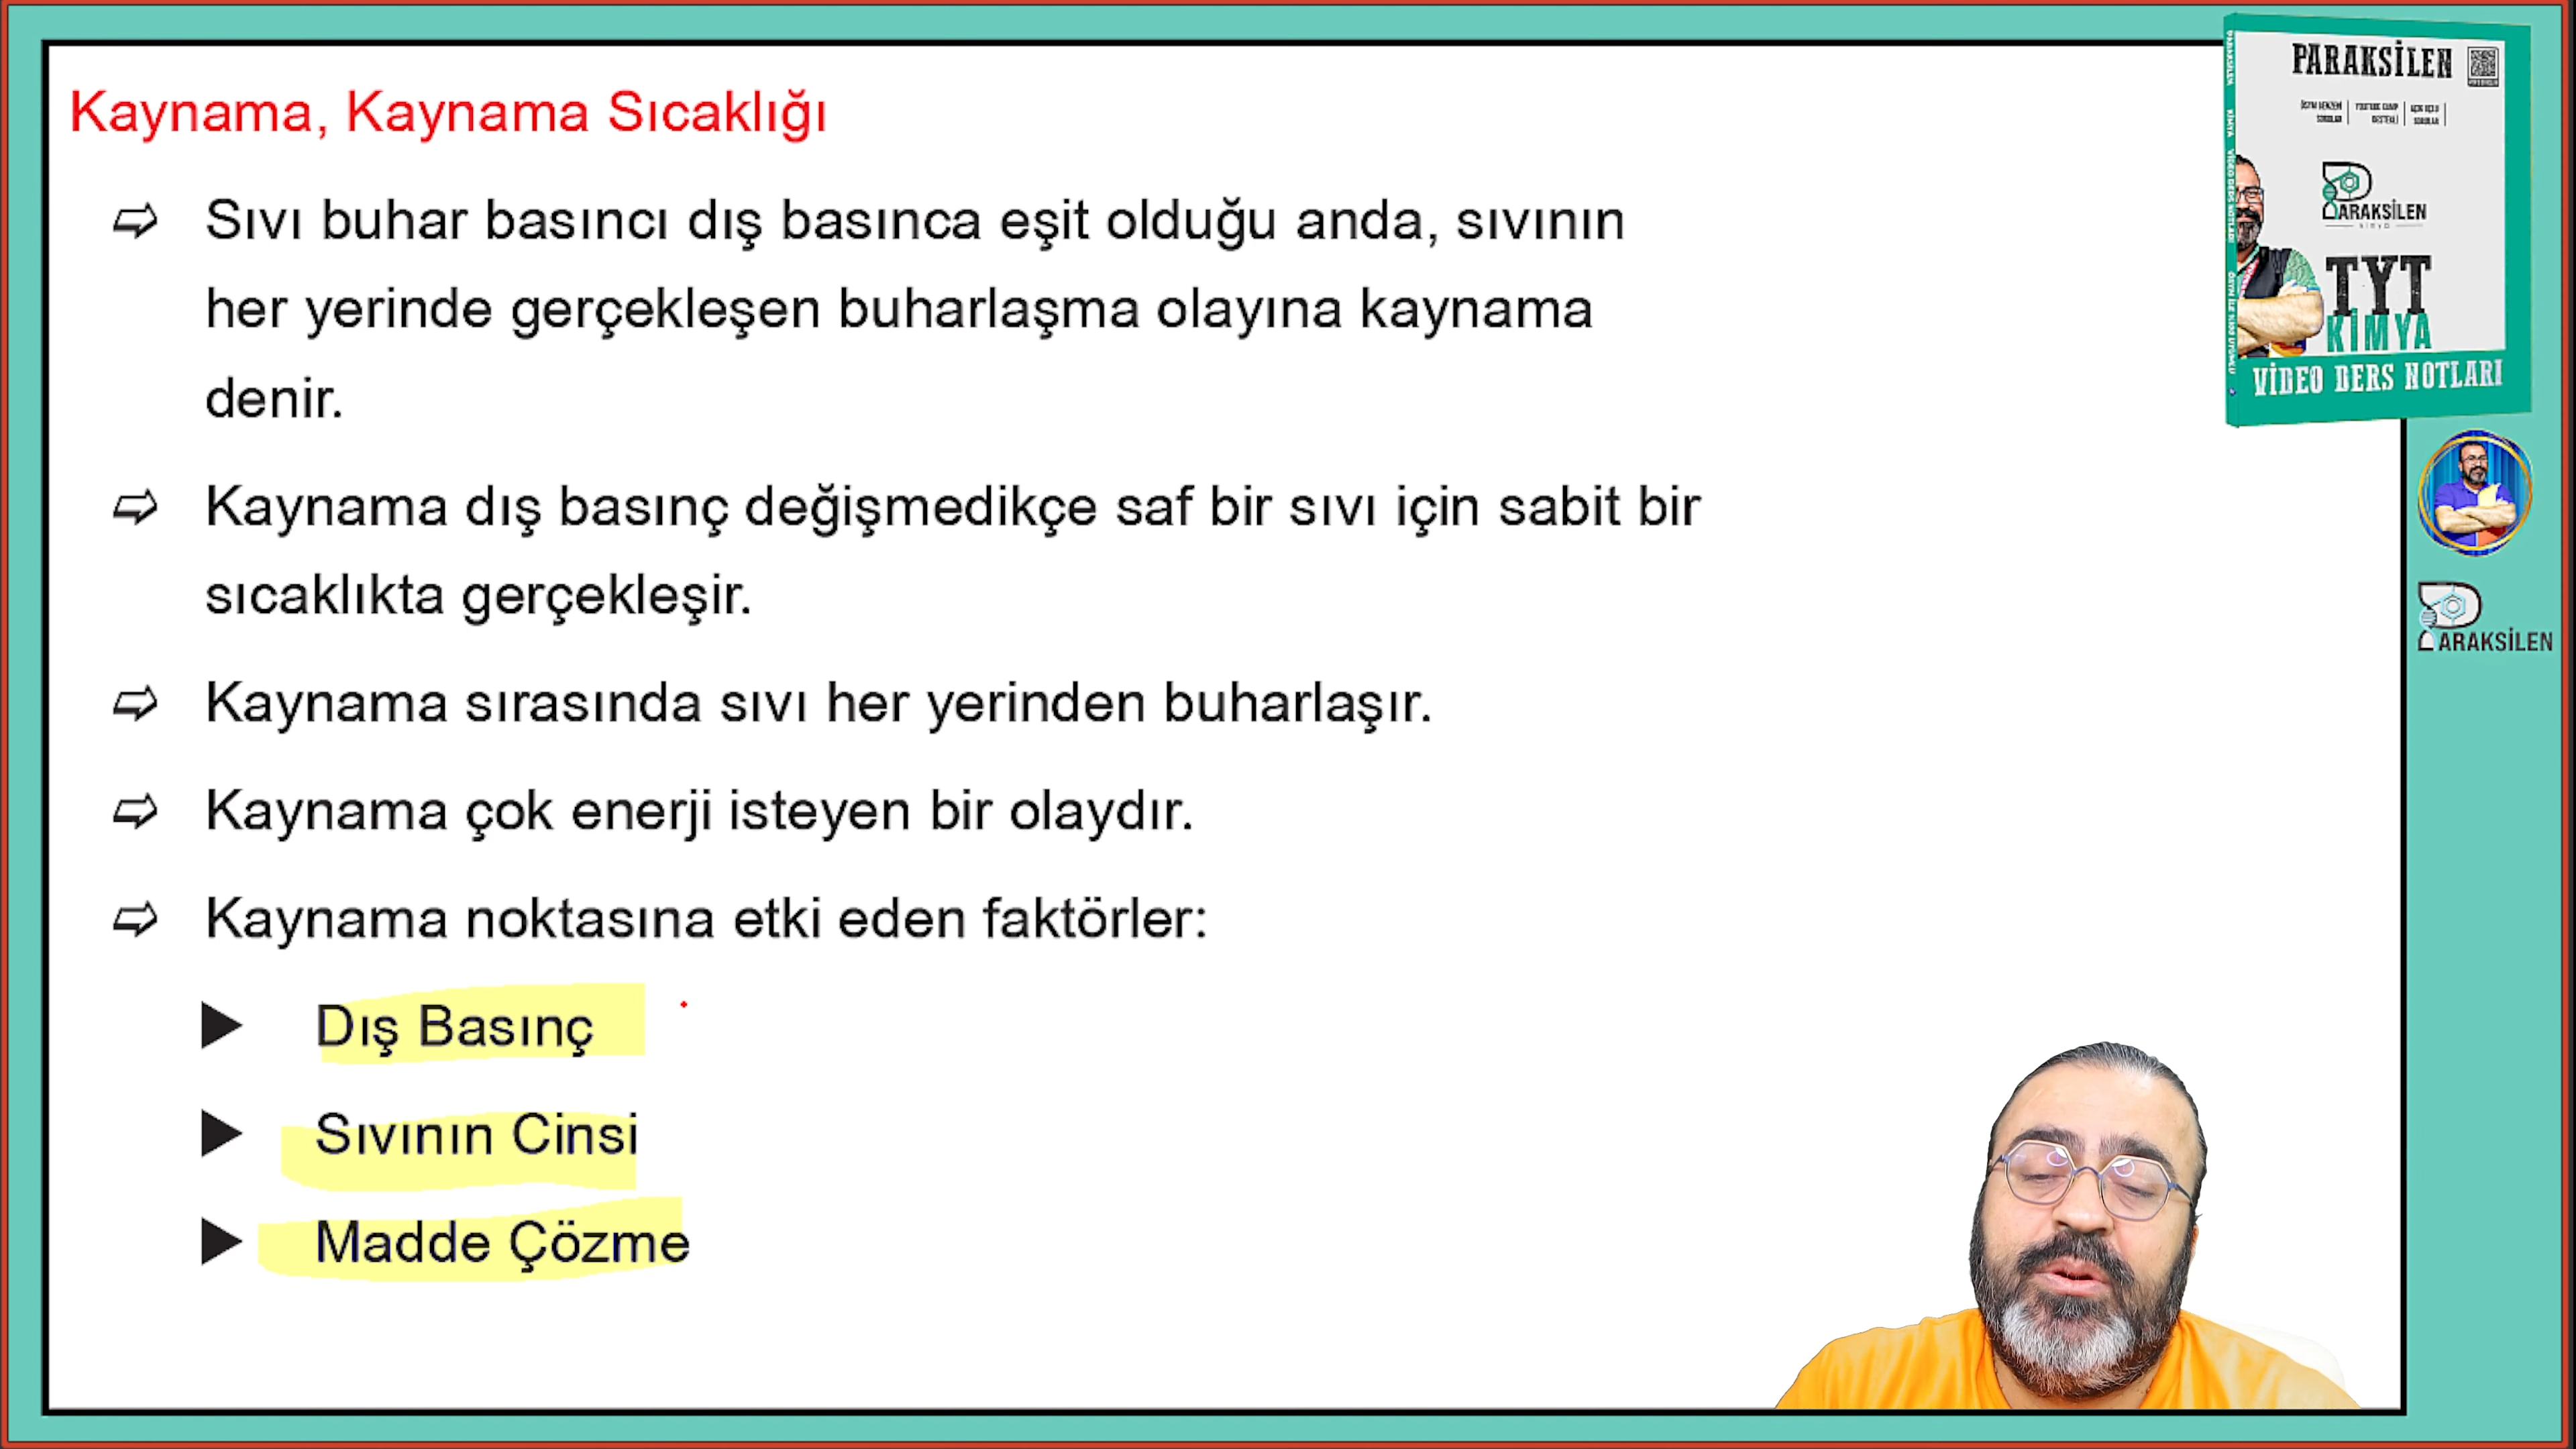 Kaynama, Kaynama Sıcaklığı
Sıvı buhar basıncı dış basınca eşit olduğu anda, sıvının
her yerinde gerçekleşen buharlaşma olayına kaynama
denir.
Kaynama dış basınç değişmedikçe saf bir sıvı için sabit bir
sıcaklıkta gerçekleşir.
Kaynama sırasında sıvı her yerinden buharlaşır.
Kaynama çok enerji isteyen bir olaydır.
Kaynama noktasına etki eden faktörler:
Dış Basınç
Sıvının Cinsi
Madde Çözme
PARAKSİLEN
PARAKSİLEN
TYT
KİMYA
VİDEO DERS NOTLARI
PARAKSİLEN